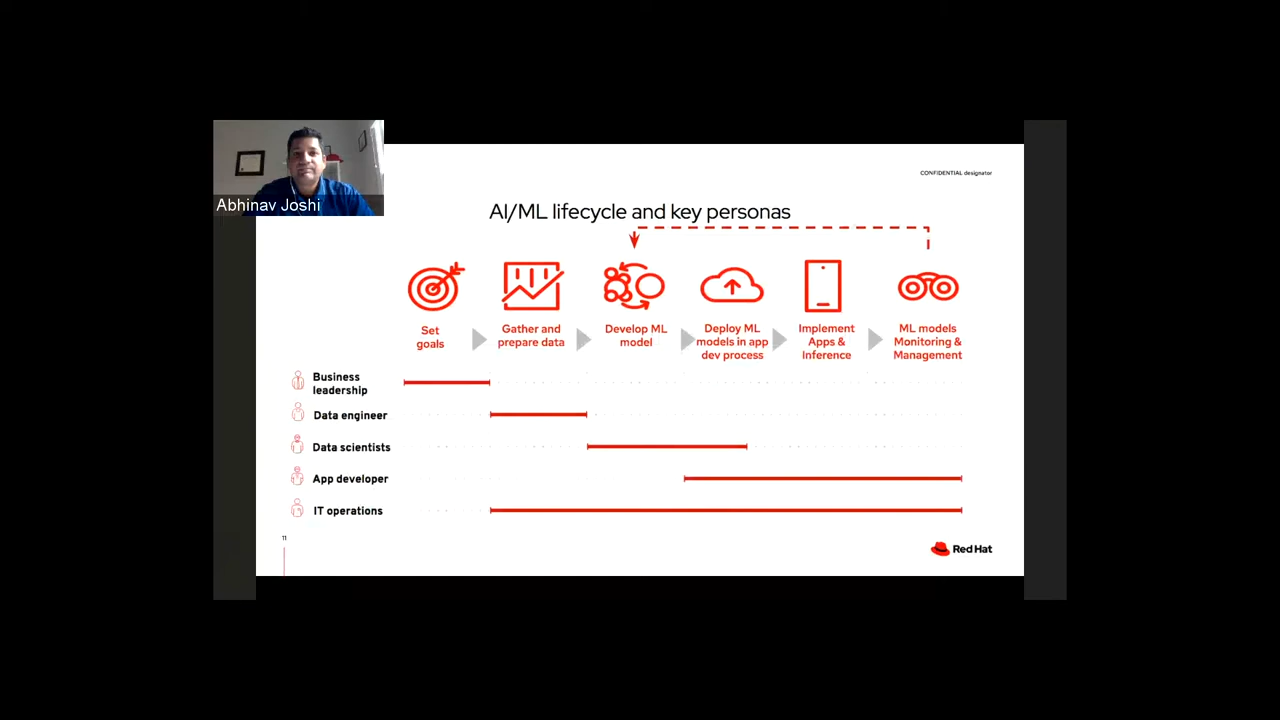 CONFIDENTIAL designator
Abhinav Joshi
AI/ML lifecycle and key personas
Set
goals
Gather and
prepare data
Develop ML
model
Deploy ML
models in app
dev process
Implement
Apps &
Inference
ML models
Monitoring &
Management
Business
leadership
Data engineer
Data scientists
App developer
IT operations
11
Red Hat